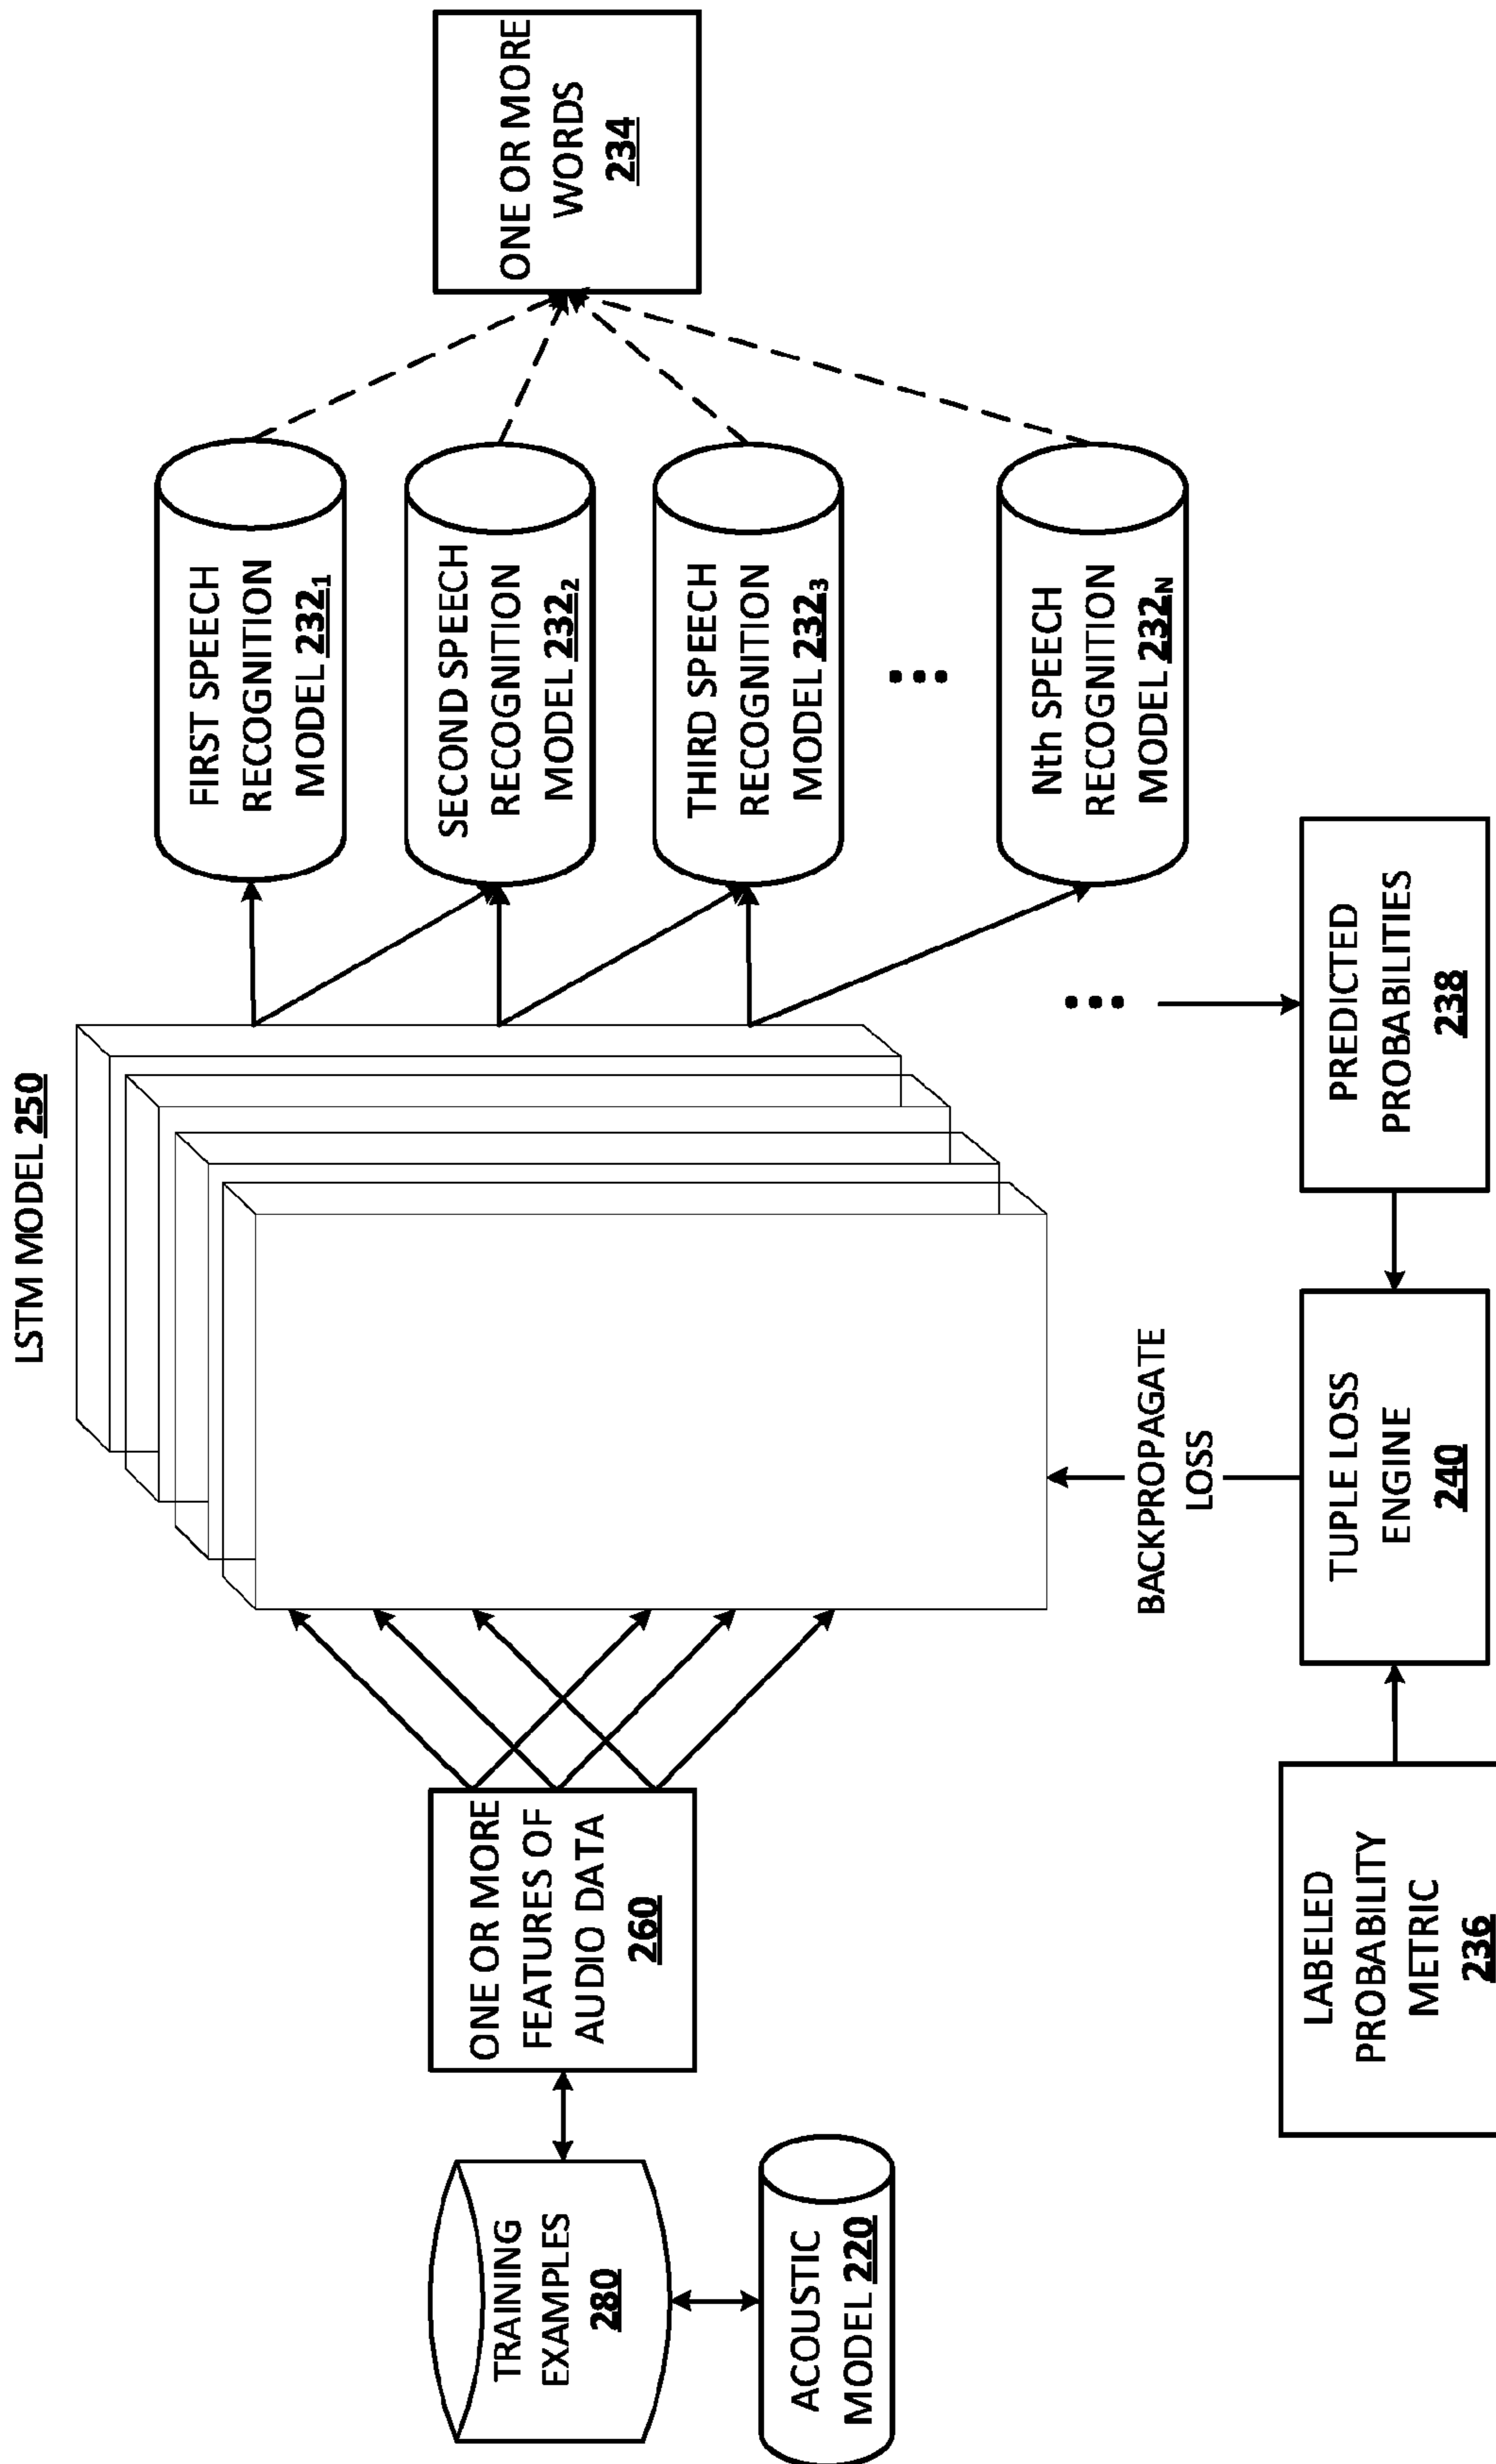 LSTM MODEL 250
TRAINING
EXAMPLES
280
ACOUSTIC
MODEL 220
ONE OR MORE
FEATURES OF
AUDIO DATA
260
FIRST SPEECH
RECOGNITION
MODEL 232₁
SECOND SPEECH
RECOGNITION
MODEL 232₂
THIRD SPEECH
RECOGNITION
MODEL 232₃
...
Nth SPEECH
RECOGNITION
MODEL 232N
ONE OR MORE
WORDS
234
...
BACKPROPAGATE
LOSS
LABELED
PROBABILITY
METRIC
236
TUPLE LOSS
ENGINE
240
PREDICTED
PROBABILITIES
238